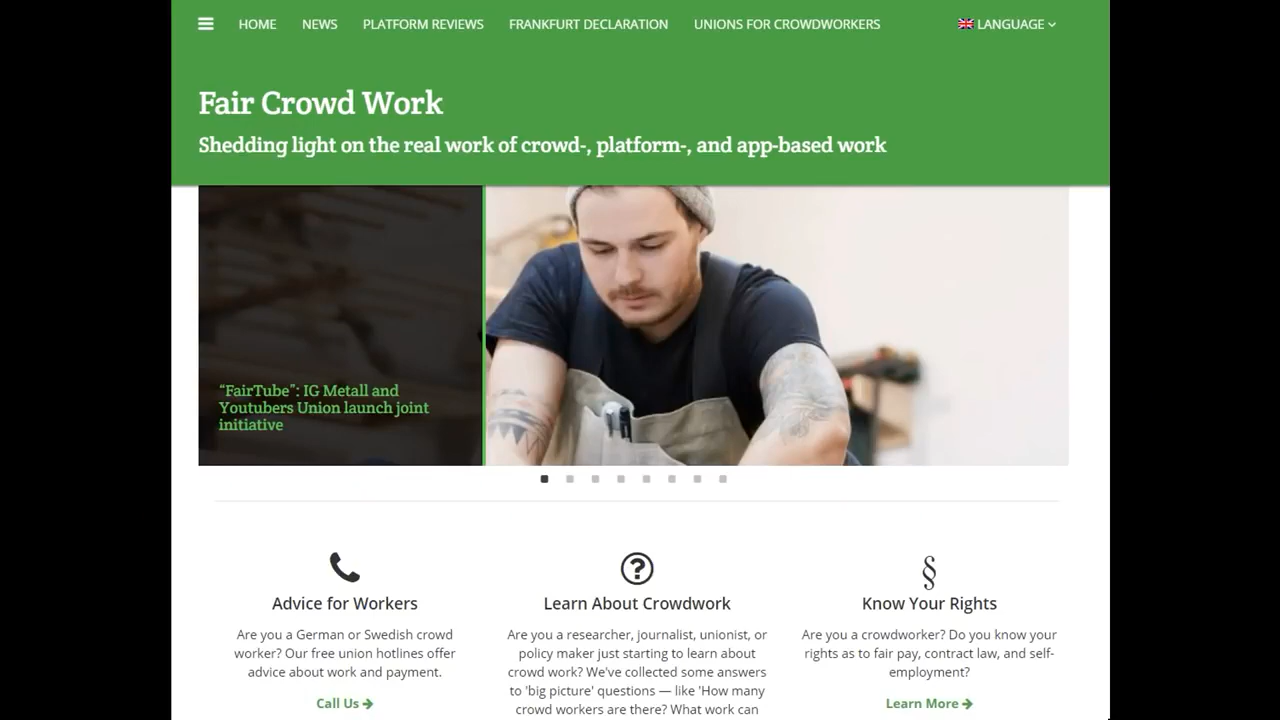 HOME NEWS PLATFORM REVIEWS FRANKFURT DECLARATION UNIONS FOR CROWDWORKERS LANGUAGE
Fair Crowd Work
Shedding light on the real work of crowd-, platform-, and app-based work
“FairTube”: IG Metall and
Youtubers Union launch joint
initiative
Advice for Workers
Are you a German or Swedish crowd
worker? Our free union hotlines offer
advice about work and payment.
Call Us
Learn About Crowdwork
Are you a researcher, journalist, unionist, or
policy maker just starting to learn about
crowd work? We've collected some answers
to 'big picture' questions — like 'How many
crowd workers are there? What work can
§
Know Your Rights
Are you a crowdworker? Do you know your
rights as to fair pay, contract law, and self-
employment?
Learn More